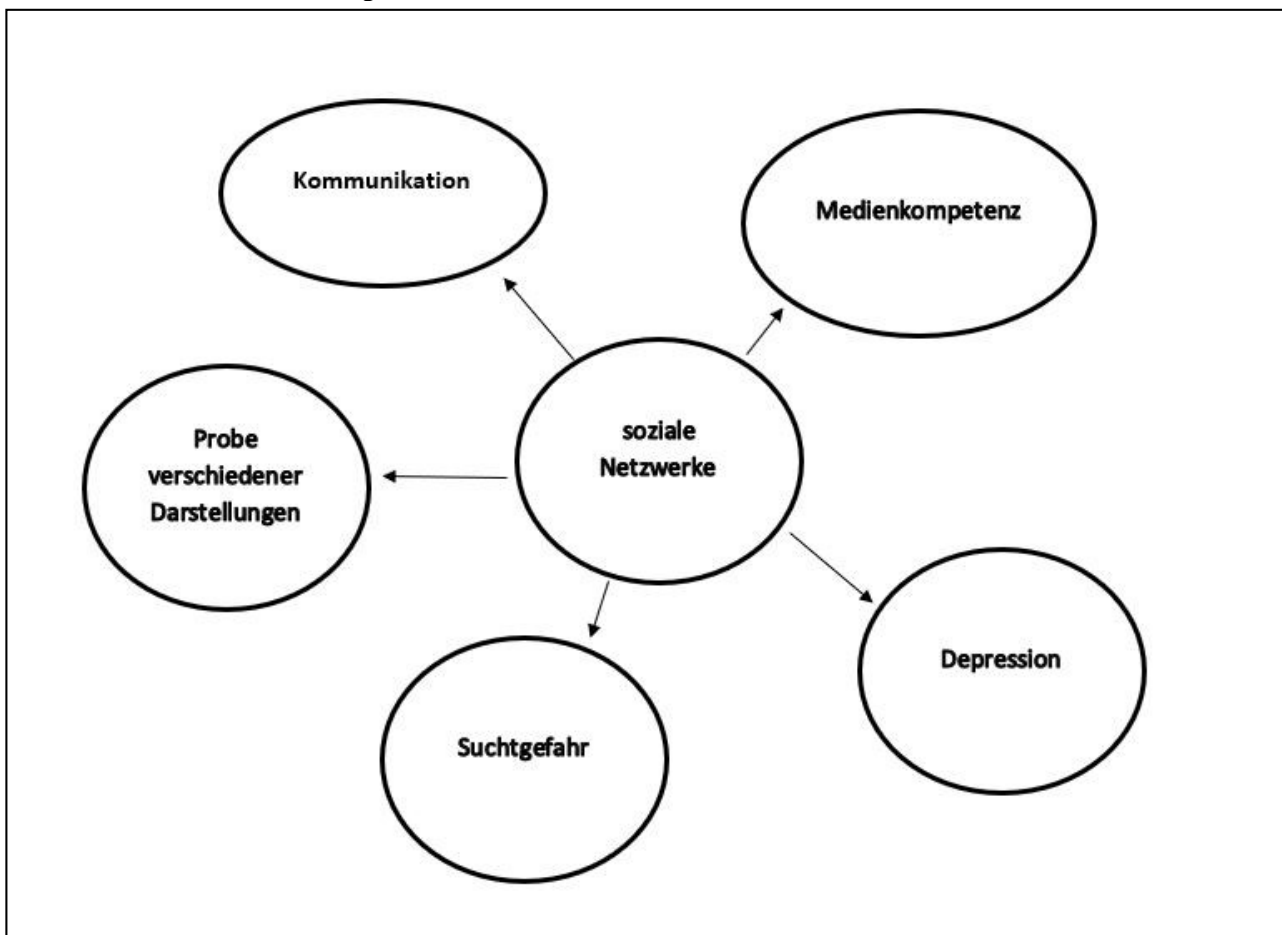 Kommunikation
Medienkompetenz
soziale
Netzwerke
Probe
verschiedener
Darstellungen
Depression
Suchtgefahr